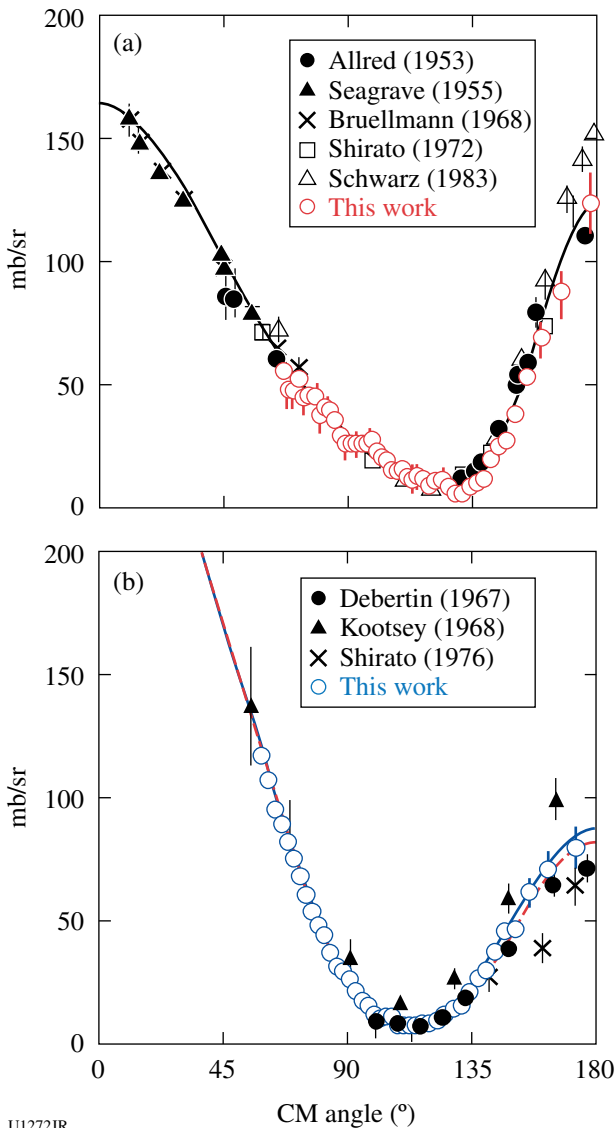 200
(a)
Allred (1953)
Seagrave (1955)
Bruellmann (1968)
Shirato (1972)
Schwarz (1983)
This work
150
100
50
0
mb/sr
200
(b)
Debertin (1967)
Kootsey (1968)
Shirato (1976)
This work
150
100
50
0
mb/sr
0 45 90 135 180
CM angle (º)
U1272JR